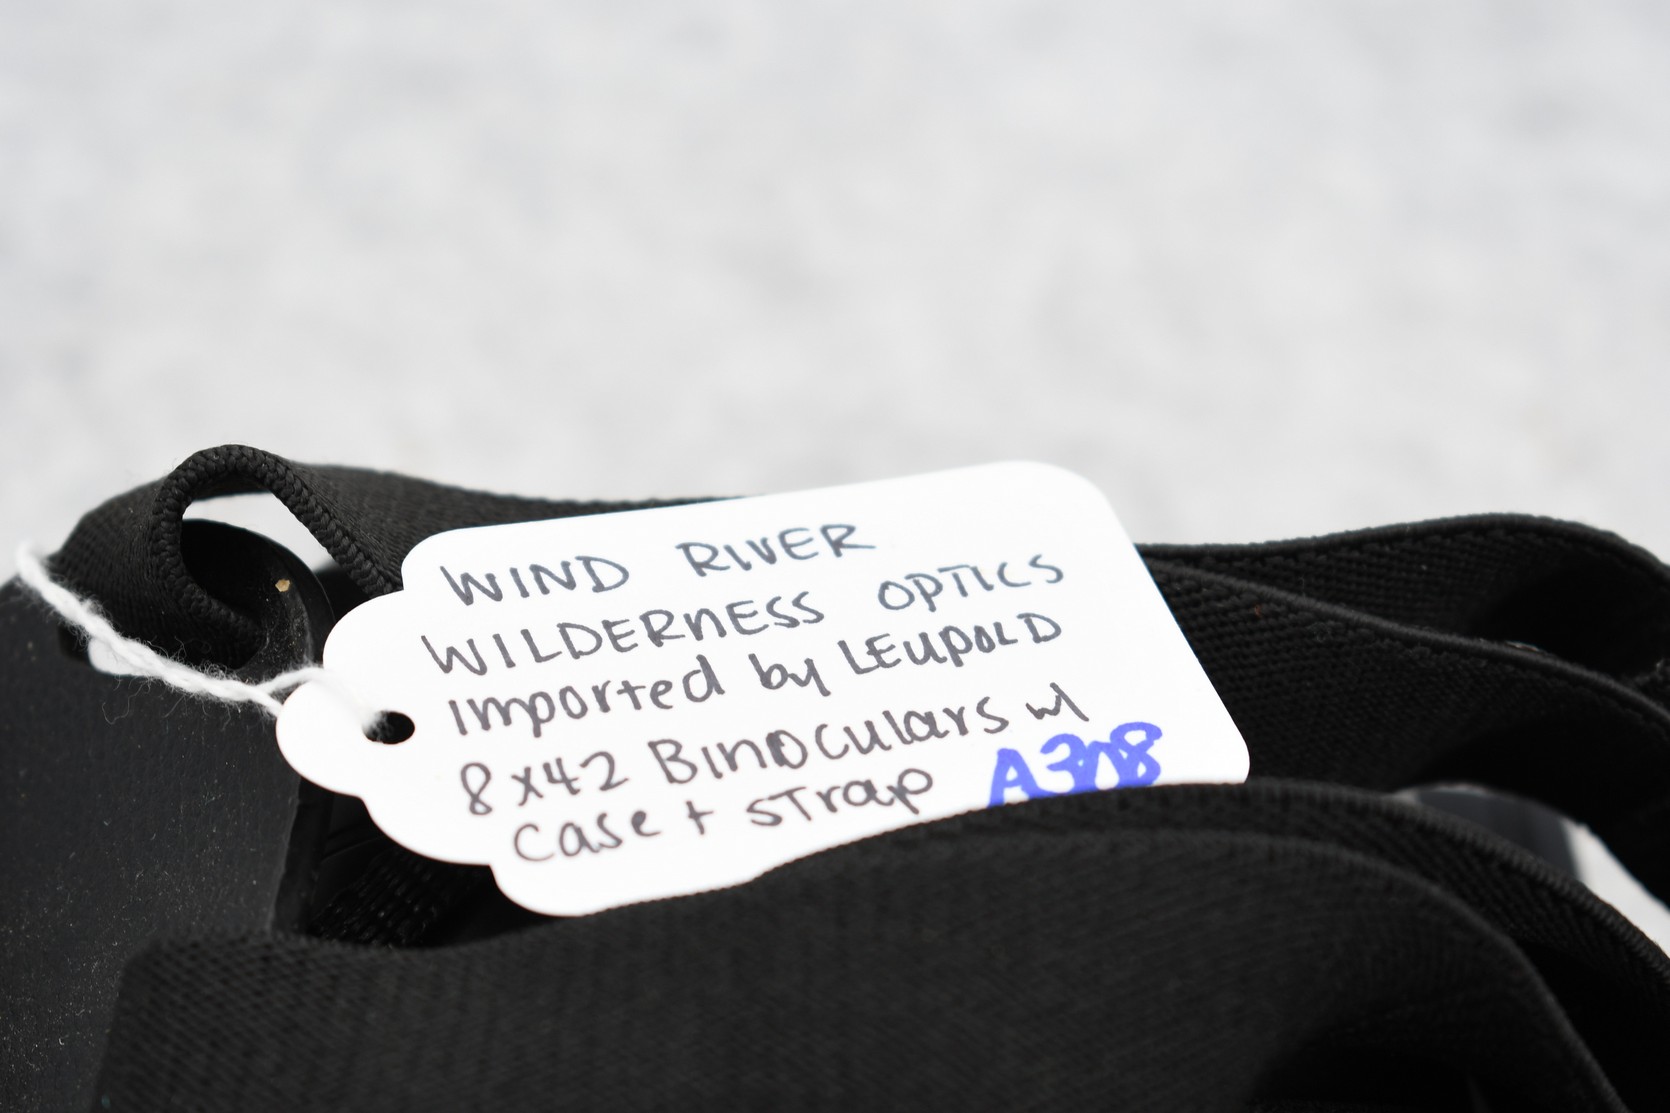 WIND RIVER
WILDERNESS OPTICS
Imported by LEUPOLD
8x42 Binoculars w/
case + strap A308